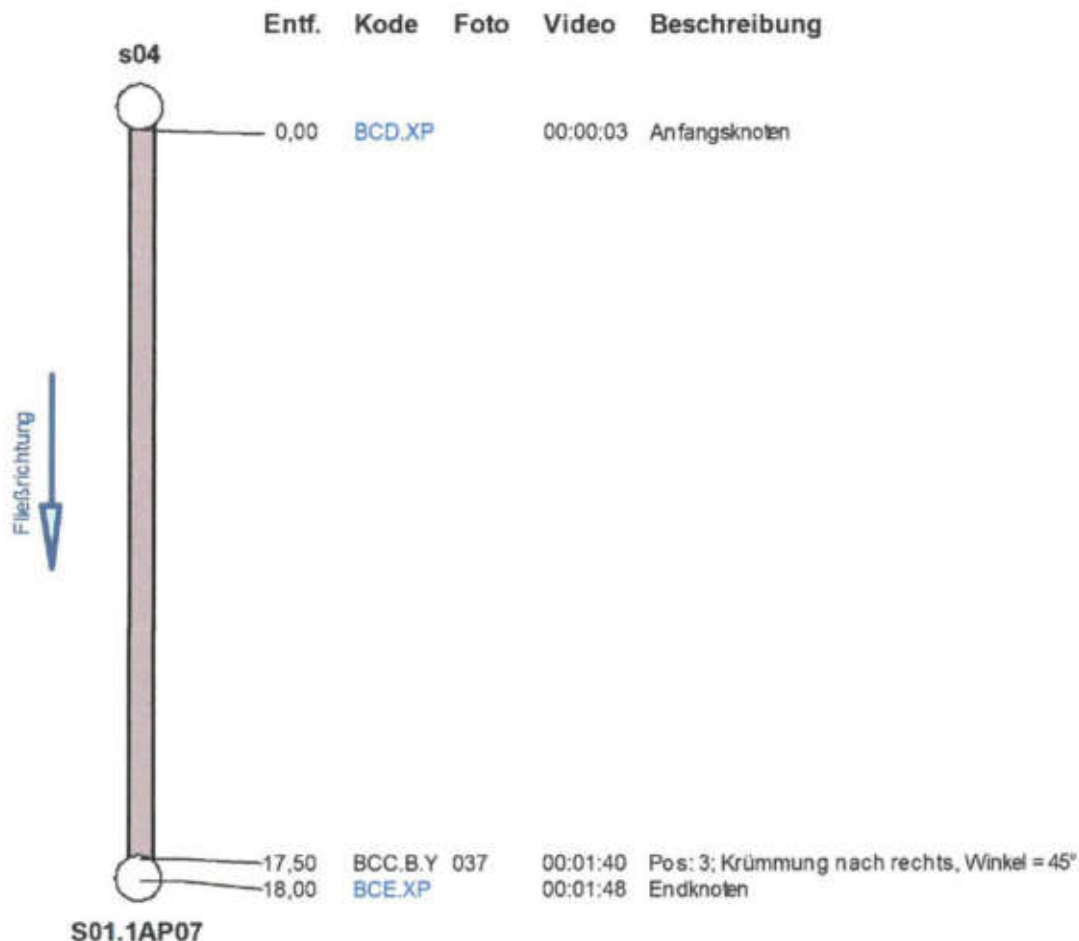 Entf. Kode Foto Video Beschreibung
s04
0,00 BCD.XP 00:00:03 Anfangsknoten
Fließrichtung
17,50 BCC.B.Y 037 00:01:40 Pos: 3; Krümmung nach rechts, Winkel = 45°
18,00 BCE.XP 00:01:48 Endknoten
S01.1AP07